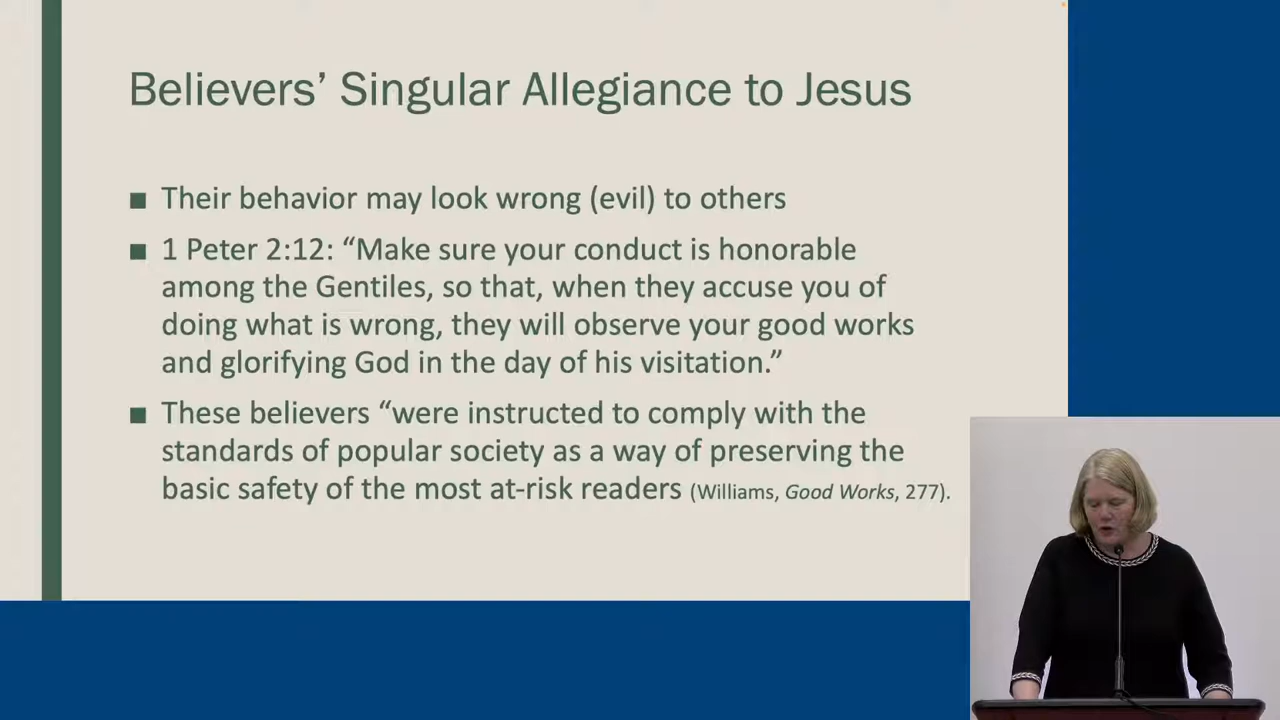 Believers’ Singular Allegiance to Jesus
■ Their behavior may look wrong (evil) to others
■ 1 Peter 2:12: “Make sure your conduct is honorable
among the Gentiles, so that, when they accuse you of
doing what is wrong, they will observe your good works
and glorifying God in the day of his visitation.”
■ These believers “were instructed to comply with the
standards of popular society as a way of preserving the
basic safety of the most at-risk readers (Williams, Good Works, 277).